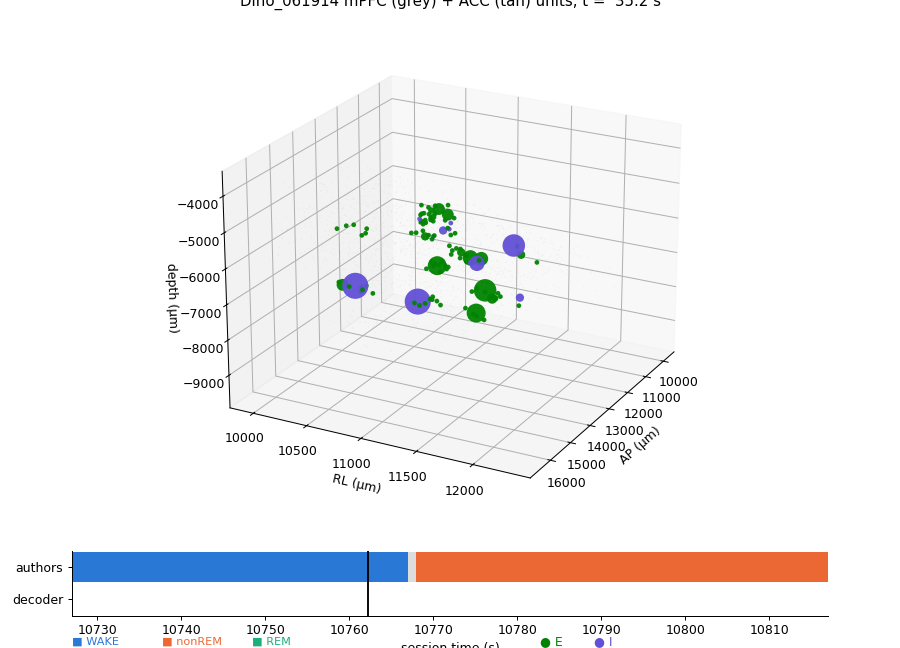 Dino_061914 mPFC (grey) + ACC (tan) units, t = 35.2 s
−4000
−5000
−6000
−7000
−8000
−9000
depth (μm)
10000
10500
11000
11500
12000
RL (μm)
10000
11000
12000
13000
14000
15000
16000
AP (μm)
authors
decoder
10730 10740 10750 10760 10770 10780 10790 10800 10810
session time (s)
WAKE nonREM REM E I